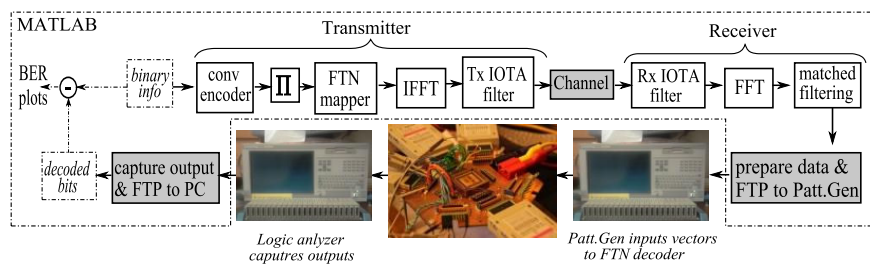 MATLAB
Transmitter
Receiver
BER
plots
-
binary
info
conv
encoder
Π
FTN
mapper
IFFT
Tx IOTA
filter
Channel
Rx IOTA
filter
FFT
matched
filtering
decoded
bits
capture output
& FTP to PC
prepare data &
FTP to Patt.Gen
Logic anlyzer
caputres outputs
Patt.Gen inputs vectors
to FTN decoder